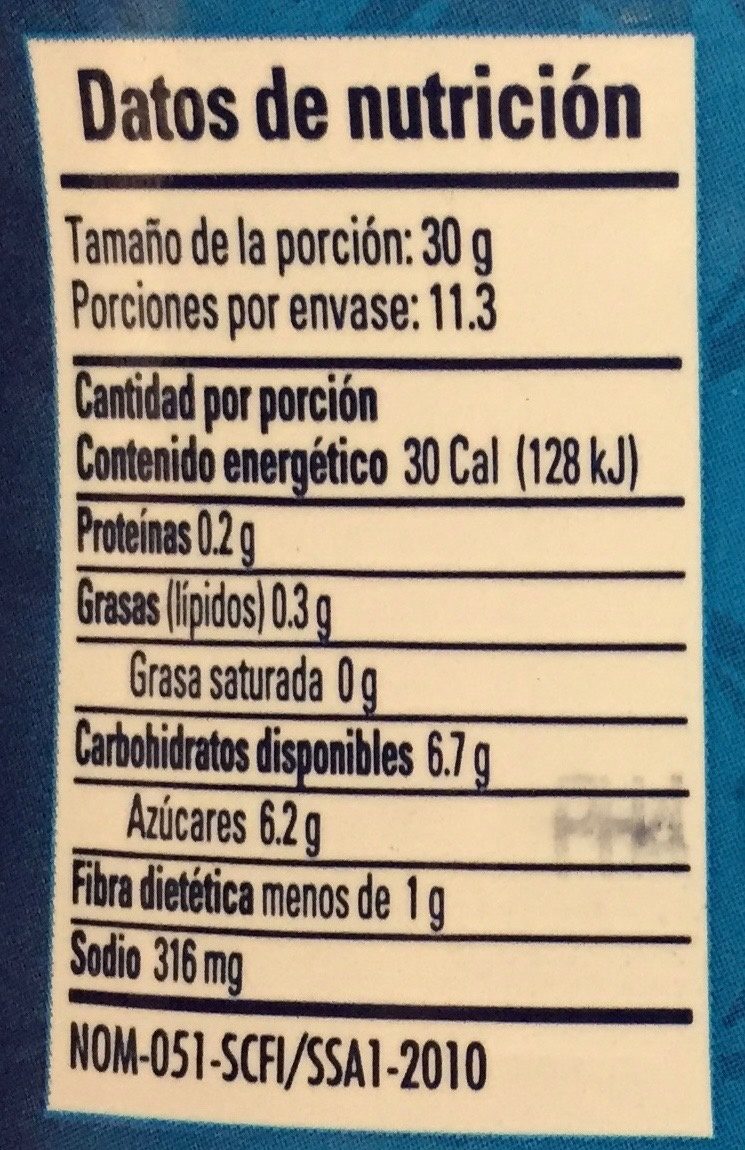 Datos de nutrición
Tamaño de la porción: 30 g
Porciones por envase: 11.3
Cantidad por porción
Contenido energético 30 Cal (128 kJ)
Proteínas 0.2 g
Grasas (lípidos) 0.3 g
Grasa saturada 0 g
Carbohidratos disponibles 6.7 g
Azúcares 6.2 g
Fibra dietética menos de 1 g
Sodio 316 mg
NOM-051-SCFI/SSA1-2010